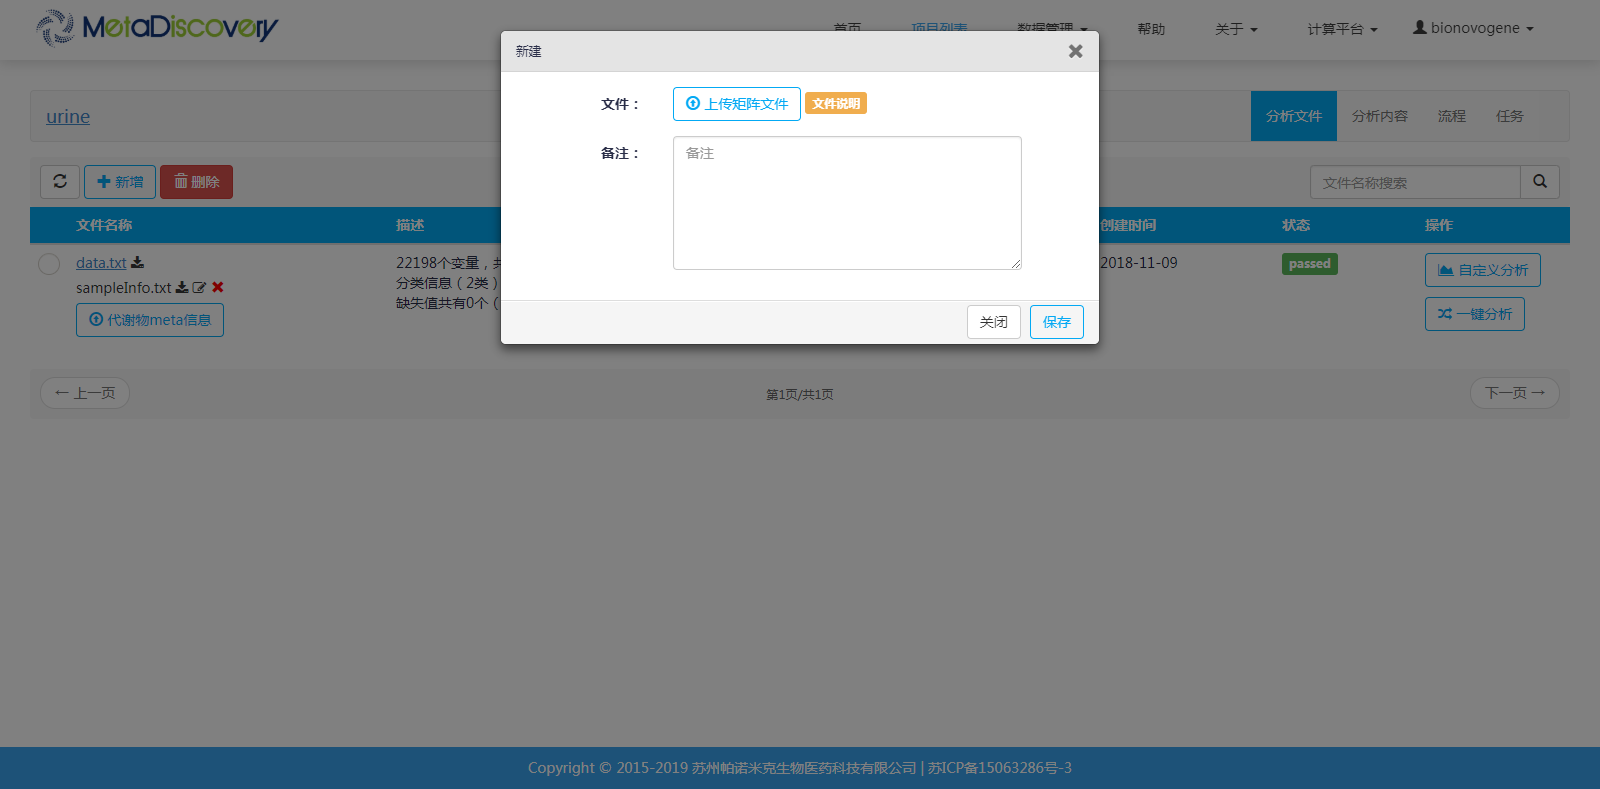 MetaDiscovery
首页 项目列表 数据管理 帮助 关于 计算平台 bionovogene
新建
文件： 上传矩阵文件 文件说明
备注： 备注
关闭 保存
urine
分析文件 分析内容 流程 任务
新增 删除 文件名称搜索
文件名称 描述 创建时间 状态 操作
data.txt 22198个变量，共 2018-11-09 passed 自定义分析
sampleInfo.txt 分类信息（2类）
代谢物meta信息 缺失值共有0个（ 一键分析
← 上一页 第1页/共1页 下一页 →
Copyright © 2015-2019 苏州帕诺米克生物医药科技有限公司 | 苏ICP备15063286号-3